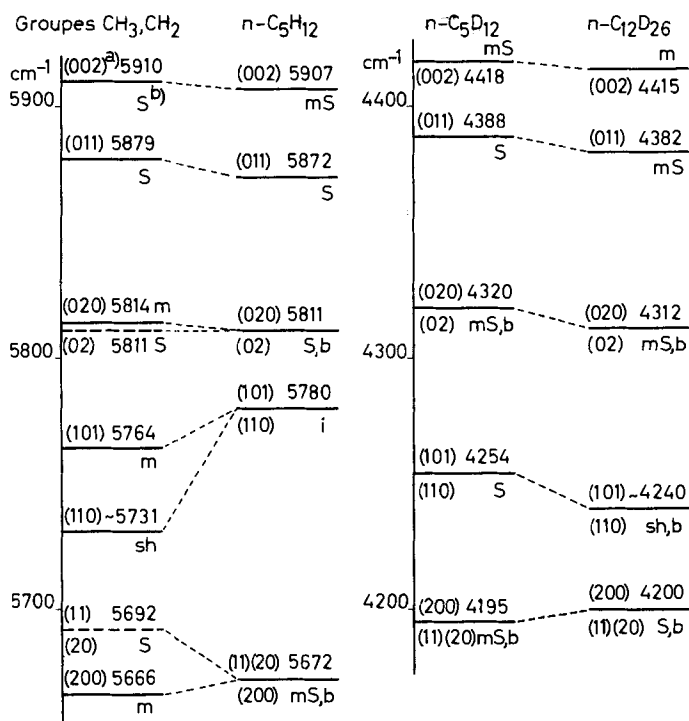 Groupes CH3,CH2
n-C5H12
n-C5D12
n-C12D26
cm-1
(002)a) 5910
Sb)
(002) 5907
mS
5900
(011) 5879
S
(011) 5872
S
(020) 5814 m
(02) 5811 S
(020) 5811
(02) S,b
5800
(101) 5780
(110) i
(101) 5764
m
(110) ~5731
sh
5700
(11) 5692
(20) S
(11)(20) 5672
(200) mS,b
(200) 5666
m
cm-1
mS
(002) 4418
m
(002) 4415
4400
(011) 4388
S
(011) 4382
mS
(020) 4320
(02) mS,b
(020) 4312
(02) mS,b
4300
(101) 4254
(110) S
(101) ~4240
(110) sh,b
4200
(200) 4195
(11)(20)mS,b
(200) 4200
(11)(20) S,b